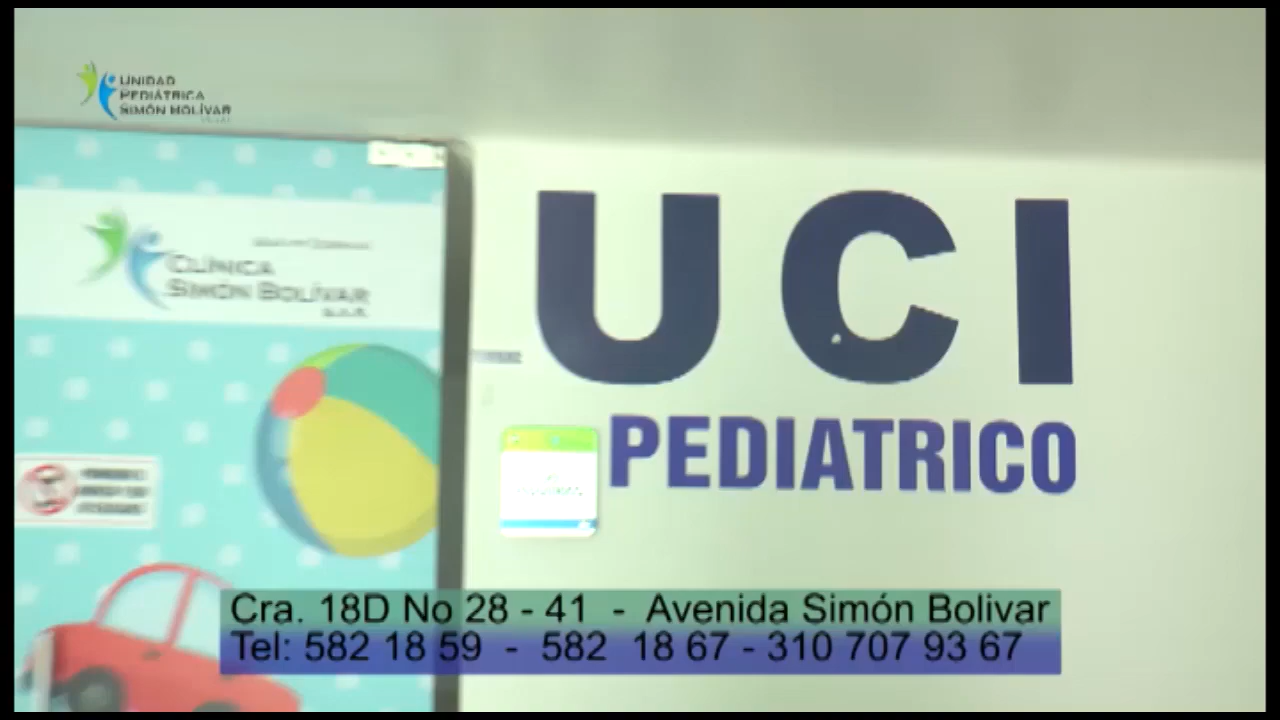 UNIDAD
PEDIÁTRICA
SIMÓN BOLÍVAR
CLÍNICA
SIMÓN BOLÍVAR
S.A.S.
UCI
PEDIATRICO
Cra. 18D No 28 - 41 - Avenida Simón Bolivar
Tel: 582 18 59 - 582 18 67 - 310 707 93 67